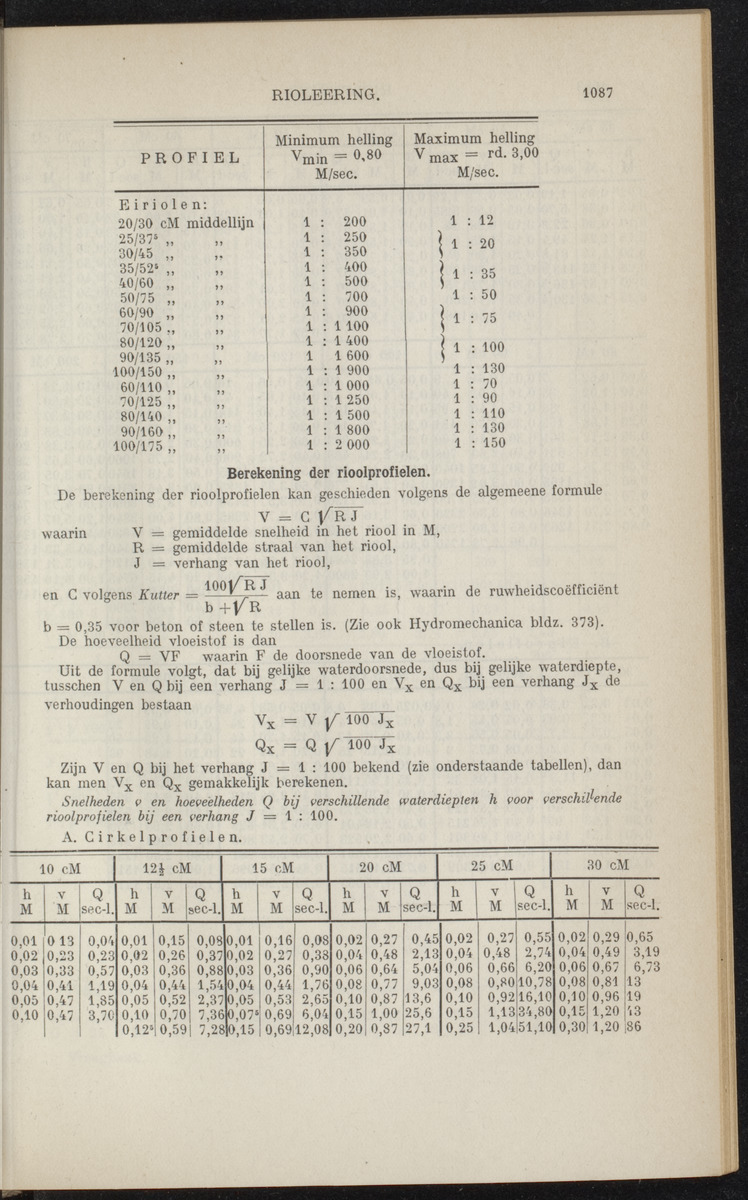 RIOLEERING. 1087
PROFIEL | Minimum helling Vmin = 0,80 M/sec. | Maximum helling V max = rd. 3,00 M/sec.
Eiriolen:
20/30 cM middellijn | 1 : 200 | 1 : 12
25/37⁵ ,, ,, | 1 : 250 | } 1 : 20
30/45 ,, ,, | 1 : 350
35/52⁵ ,, ,, | 1 : 400 | } 1 : 35
40/60 ,, ,, | 1 : 500
50/75 ,, ,, | 1 : 700 | 1 : 50
60/90 ,, ,, | 1 : 900 | } 1 : 75
70/105 ,, ,, | 1 : 1 100
80/120 ,, ,, | 1 : 1 400 | } 1 : 100
90/135 ,, ,, | 1 1 600
100/150 ,, ,, | 1 : 1 900 | 1 : 130
60/110 ,, ,, | 1 : 1 000 | 1 : 70
70/125 ,, ,, | 1 : 1 250 | 1 : 90
80/140 ,, ,, | 1 : 1 500 | 1 : 110
90/160 ,, ,, | 1 : 1 800 | 1 : 130
100/175 ,, ,, | 1 : 2 000 | 1 : 150
Berekening der rioolprofielen.
De berekening der rioolprofielen kan geschieden volgens de algemeene formule
V = C √R J
waarin V = gemiddelde snelheid in het riool in M,
R = gemiddelde straal van het riool,
J = verhang van het riool,
en C volgens Kutter = 100√R J / b + √R aan te nemen is, waarin de ruwheidscoëfficiënt
b = 0,35 voor beton of steen te stellen is. (Zie ook Hydromechanica bldz. 373).
De hoeveelheid vloeistof is dan
Q = VF waarin F de doorsnede van de vloeistof.
Uit de formule volgt, dat bij gelijke waterdoorsnede, dus bij gelijke waterdiepte,
tusschen V en Q bij een verhang J = 1 : 100 en Vx en Qx bij een verhang Jx de
verhoudingen bestaan
Vx = V √ 100 Jx
Qx = Q √ 100 Jx
Zijn V en Q bij het verhang J = 1 : 100 bekend (zie onderstaande tabellen), dan
kan men Vx en Qx gemakkelijk berekenen.
Snelheden v en hoeveelheden Q bij verschillende waterdiepten h voor verschillende
rioolprofielen bij een verhang J = 1 : 100.
A. Cirkelprofielen.
10 cM | 12½ cM | 15 cM | 20 cM | 25 cM | 30 cM
h | v | Q | h | v | Q | h | v | Q | h | v | Q | h | v | Q | h | v | Q
M | M | sec-l. | M | M | sec-l. | M | M | sec-l. | M | M | sec-l. | M | M | sec-l. | M | M | sec-l.
0,01 | 0 13 | 0,04 | 0,01 | 0,15 | 0,08 | 0,01 | 0,16 | 0,08 | 0,02 | 0,27 | 0,45 | 0,02 | 0,27 | 0,55 | 0,02 | 0,29 | 0,65
0,02 | 0,23 | 0,23 | 0,02 | 0,26 | 0,37 | 0,02 | 0,27 | 0,38 | 0,04 | 0,48 | 2,13 | 0,04 | 0,48 | 2,74 | 0,04 | 0,49 | 3,19
0,03 | 0,33 | 0,57 | 0,03 | 0,36 | 0,88 | 0,03 | 0,36 | 0,90 | 0,06 | 0,64 | 5,04 | 0,06 | 0,66 | 6,20 | 0,06 | 0,67 | 6,73
0,04 | 0,41 | 1,19 | 0,04 | 0,44 | 1,54 | 0,04 | 0,44 | 1,76 | 0,08 | 0,77 | 9,03 | 0,08 | 0,80 | 10,78 | 0,08 | 0,81 | 13
0,05 | 0,47 | 1,85 | 0,05 | 0,52 | 2,37 | 0,05 | 0,53 | 2,65 | 0,10 | 0,87 | 13,6 | 0,10 | 0,92 | 16,10 | 0,10 | 0,96 | 19
0,10 | 0,47 | 3,70 | 0,10 | 0,70 | 7,36 | 0,07⁵ | 0,69 | 6,04 | 0,15 | 1,00 | 25,6 | 0,15 | 1,13 | 34,80 | 0,15 | 1,20 | 43
0,12⁵ | 0,59 | 7,28 | 0,15 | 0,69 | 12,08 | 0,20 | 0,87 | 27,1 | 0,25 | 1,04 | 51,10 | 0,30 | 1,20 | 86